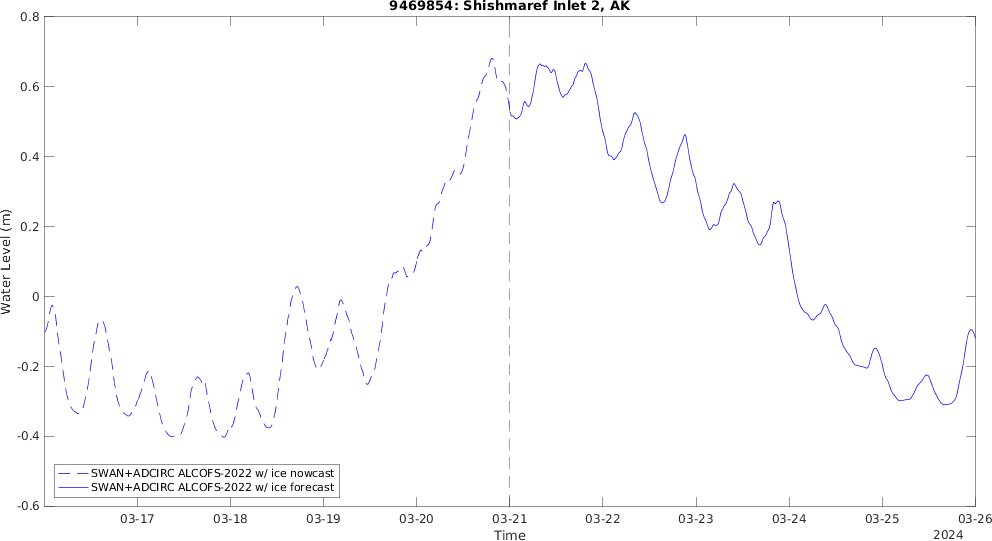 9469854: Shishmaref Inlet 2, AK
0.8
0.6
0.4
0.2
0
-0.2
-0.4
-0.6
Water Level (m)
SWAN+ADCIRC ALCOFS-2022 w/ ice nowcast
SWAN+ADCIRC ALCOFS-2022 w/ ice forecast
03-17 03-18 03-19 03-20 03-21 03-22 03-23 03-24 03-25 03-26
Time
2024